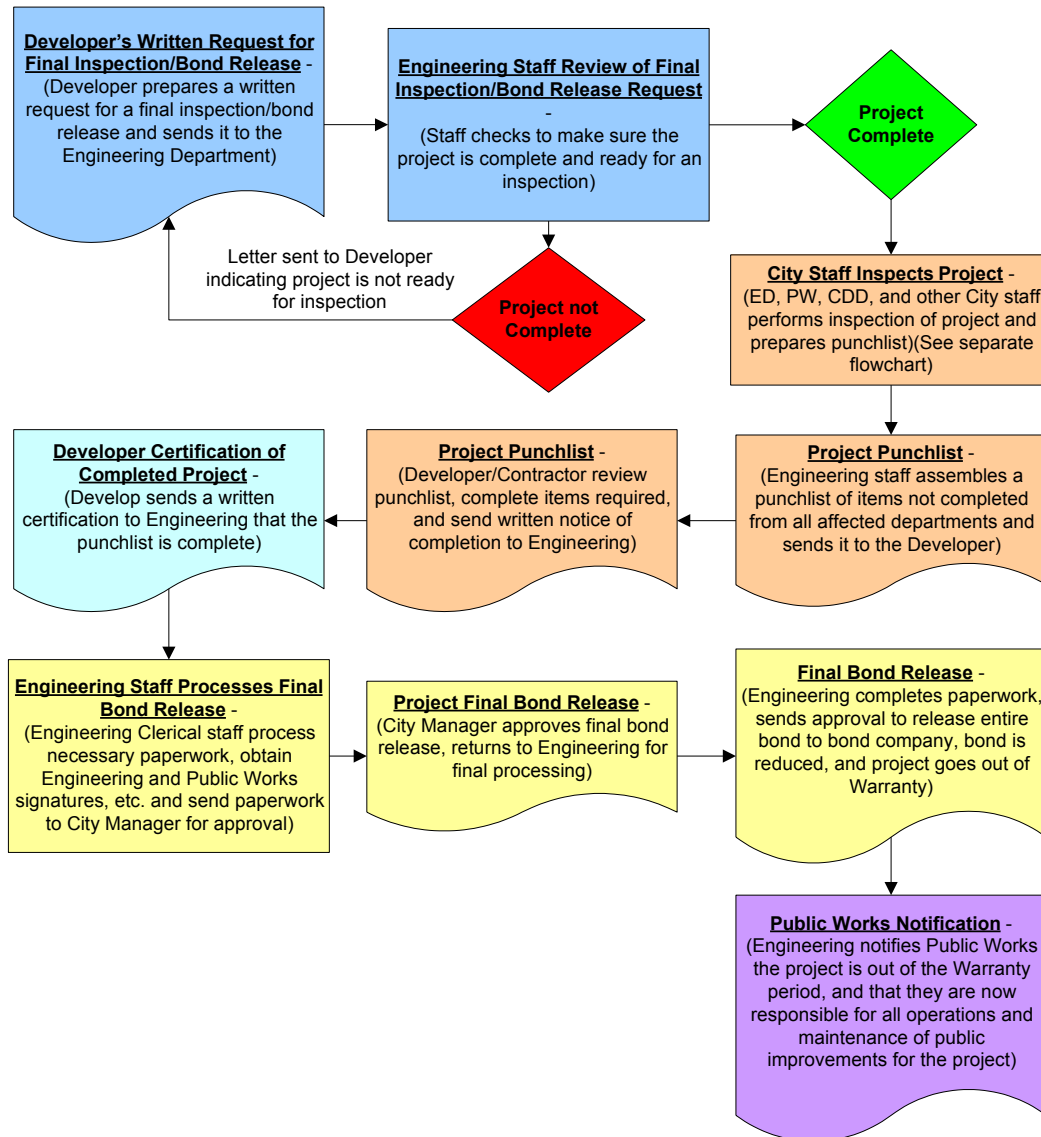 Developer's Written Request for
Final Inspection/Bond Release -
(Developer prepares a written
request for a final inspection/bond
release and sends it to the
Engineering Department)
Engineering Staff Review of Final
Inspection/Bond Release Request
-
(Staff checks to make sure the
project is complete and ready for an
inspection)
Project
Complete
Letter sent to Developer
indicating project is not ready
for inspection
Project not
Complete
City Staff Inspects Project -
(ED, PW, CDD, and other City staff
performs inspection of project and
prepares punchlist)(See separate
flowchart)
Project Punchlist -
(Engineering staff assembles a
punchlist of items not completed
from all affected departments and
sends it to the Developer)
Project Punchlist -
(Developer/Contractor review
punchlist, complete items required,
and send written notice of
completion to Engineering)
Developer Certification of
Completed Project -
(Develop sends a written
certification to Engineering that the
punchlist is complete)
Engineering Staff Processes Final
Bond Release -
(Engineering Clerical staff process
necessary paperwork, obtain
Engineering and Public Works
signatures, etc. and send paperwork
to City Manager for approval)
Project Final Bond Release -
(City Manager approves final bond
release, returns to Engineering for
final processing)
Final Bond Release -
(Engineering completes paperwork,
sends approval to release entire
bond to bond company, bond is
reduced, and project goes out of
Warranty)
Public Works Notification -
(Engineering notifies Public Works
the project is out of the Warranty
period, and that they are now
responsible for all operations and
maintenance of public
improvements for the project)